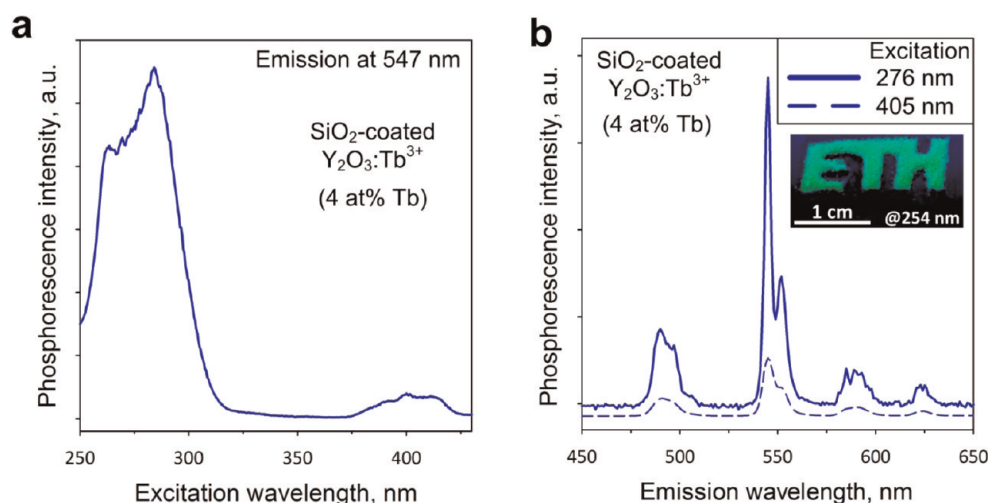 a
Emission at 547 nm
SiO₂-coated
Y₂O₃:Tb³⁺
(4 at% Tb)
Phosphorescence intensity, a.u.
250 300 350 400
Excitation wavelength, nm
b
SiO₂-coated
Y₂O₃:Tb³⁺
(4 at% Tb)
Excitation
276 nm
405 nm
ETH
1 cm
@254 nm
Phosphorescence intensity, a.u.
450 500 550 600 650
Emission wavelength, nm